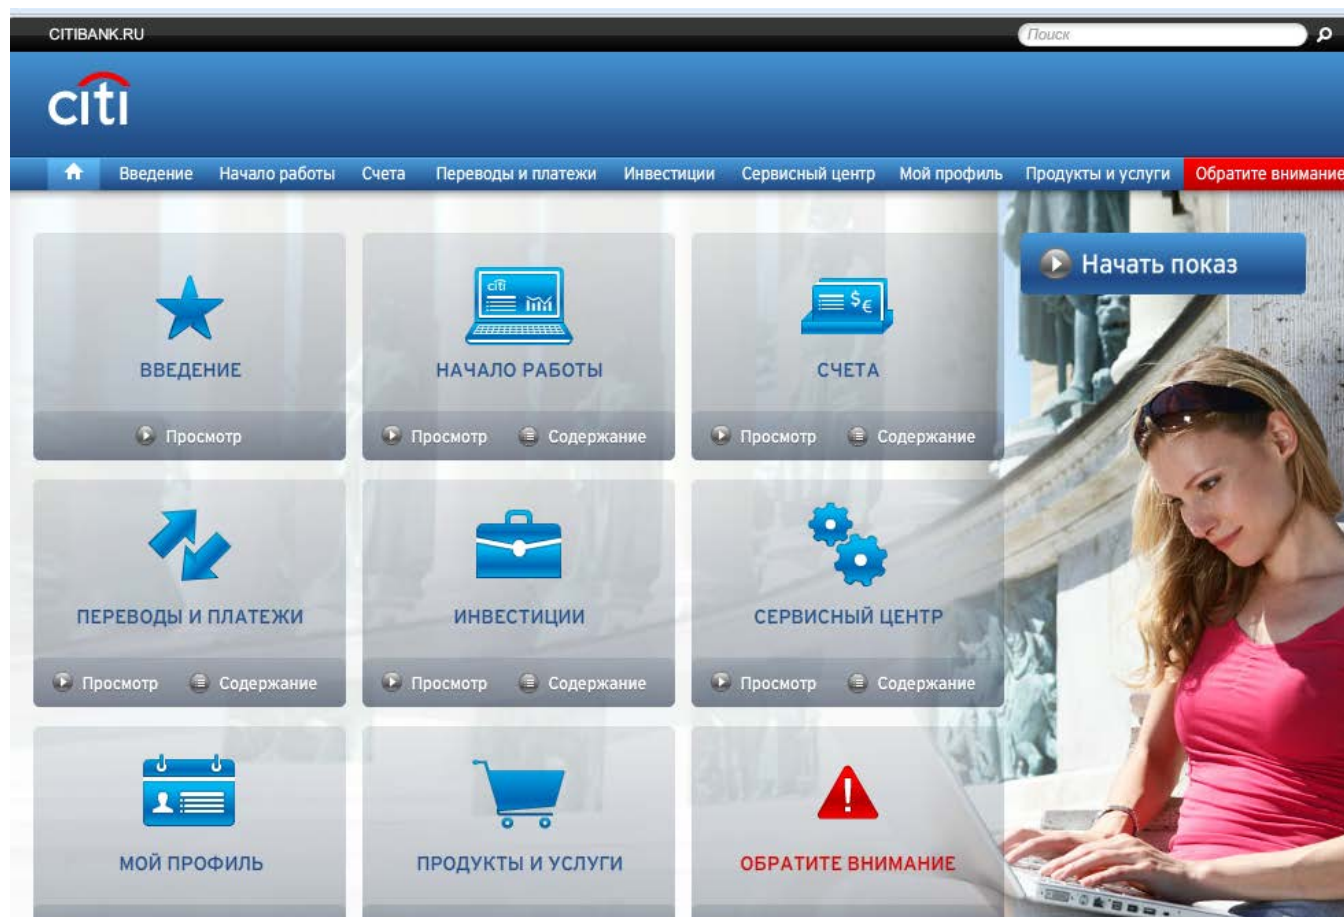 CITIBANK.RU
Поиск
citi
Введение Начало работы Счета Переводы и платежи Инвестиции Сервисный центр Мой профиль Продукты и услуги Обратите внимание
Начать показ
citi
$ €
ВВЕДЕНИЕ НАЧАЛО РАБОТЫ СЧЕТА
Просмотр Просмотр Содержание Просмотр Содержание
ПЕРЕВОДЫ И ПЛАТЕЖИ ИНВЕСТИЦИИ СЕРВИСНЫЙ ЦЕНТР
Просмотр Содержание Просмотр Содержание Просмотр Содержание
!
МОЙ ПРОФИЛЬ ПРОДУКТЫ И УСЛУГИ ОБРАТИТЕ ВНИМАНИЕ